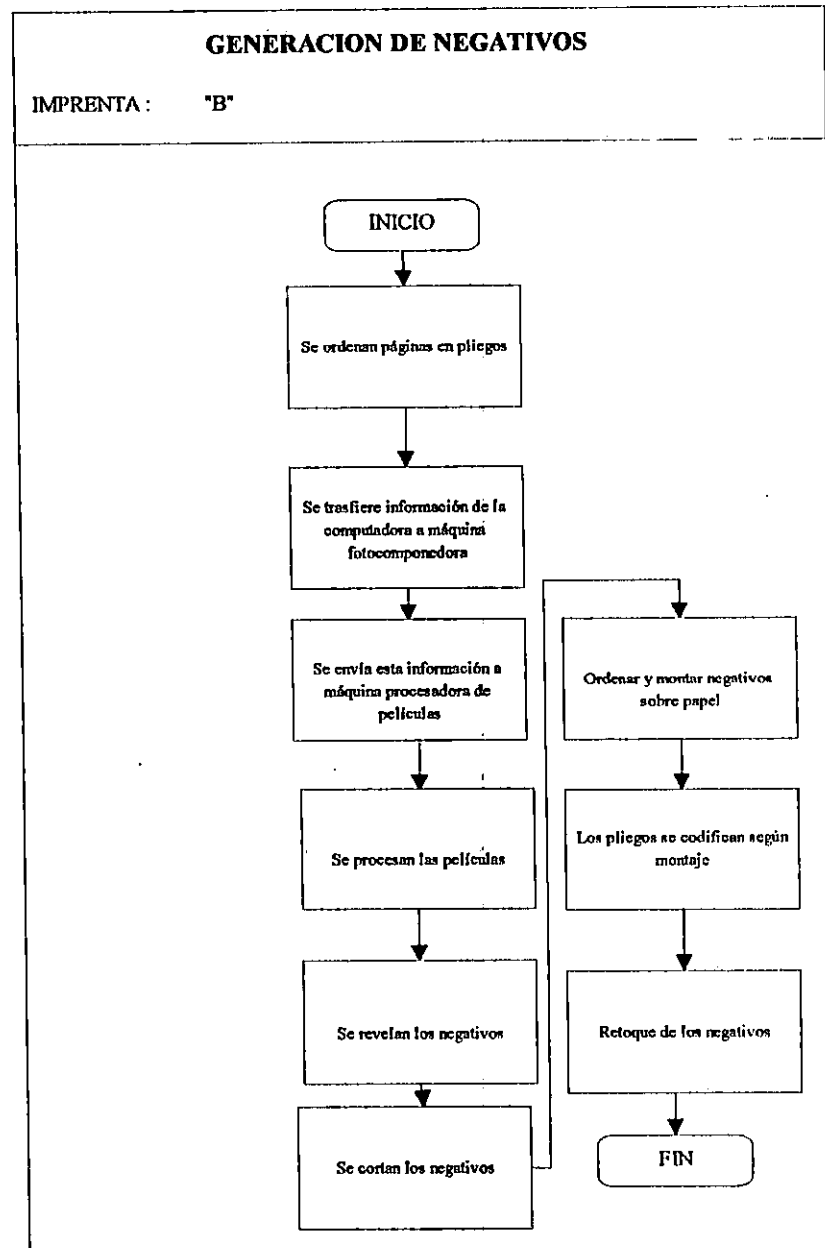 GENERACION DE NEGATIVOS
IMPRENTA : "B"
INICIO
Se ordenan páginas en pliegos
Se trasfiere información de la
computadora a máquina
fotocomponedora
Se envía esta información a
máquina procesadora de
películas
Se procesan las películas
Se revelan los negativos
Se cortan los negativos
Ordenar y montar negativos
sobre papel
Los pliegos se codifican según
montaje
Retoque de los negativos
FIN